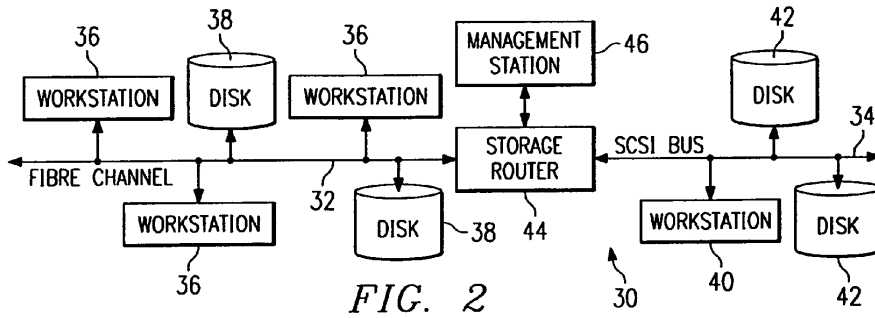 36
38
36
MANAGEMENT
STATION
46
42
WORKSTATION
DISK
WORKSTATION
DISK
34
FIBRE CHANNEL
32
STORAGE
ROUTER
SCSI BUS
WORKSTATION
36
DISK
38
44
WORKSTATION
40
DISK
42
30
FIG. 2